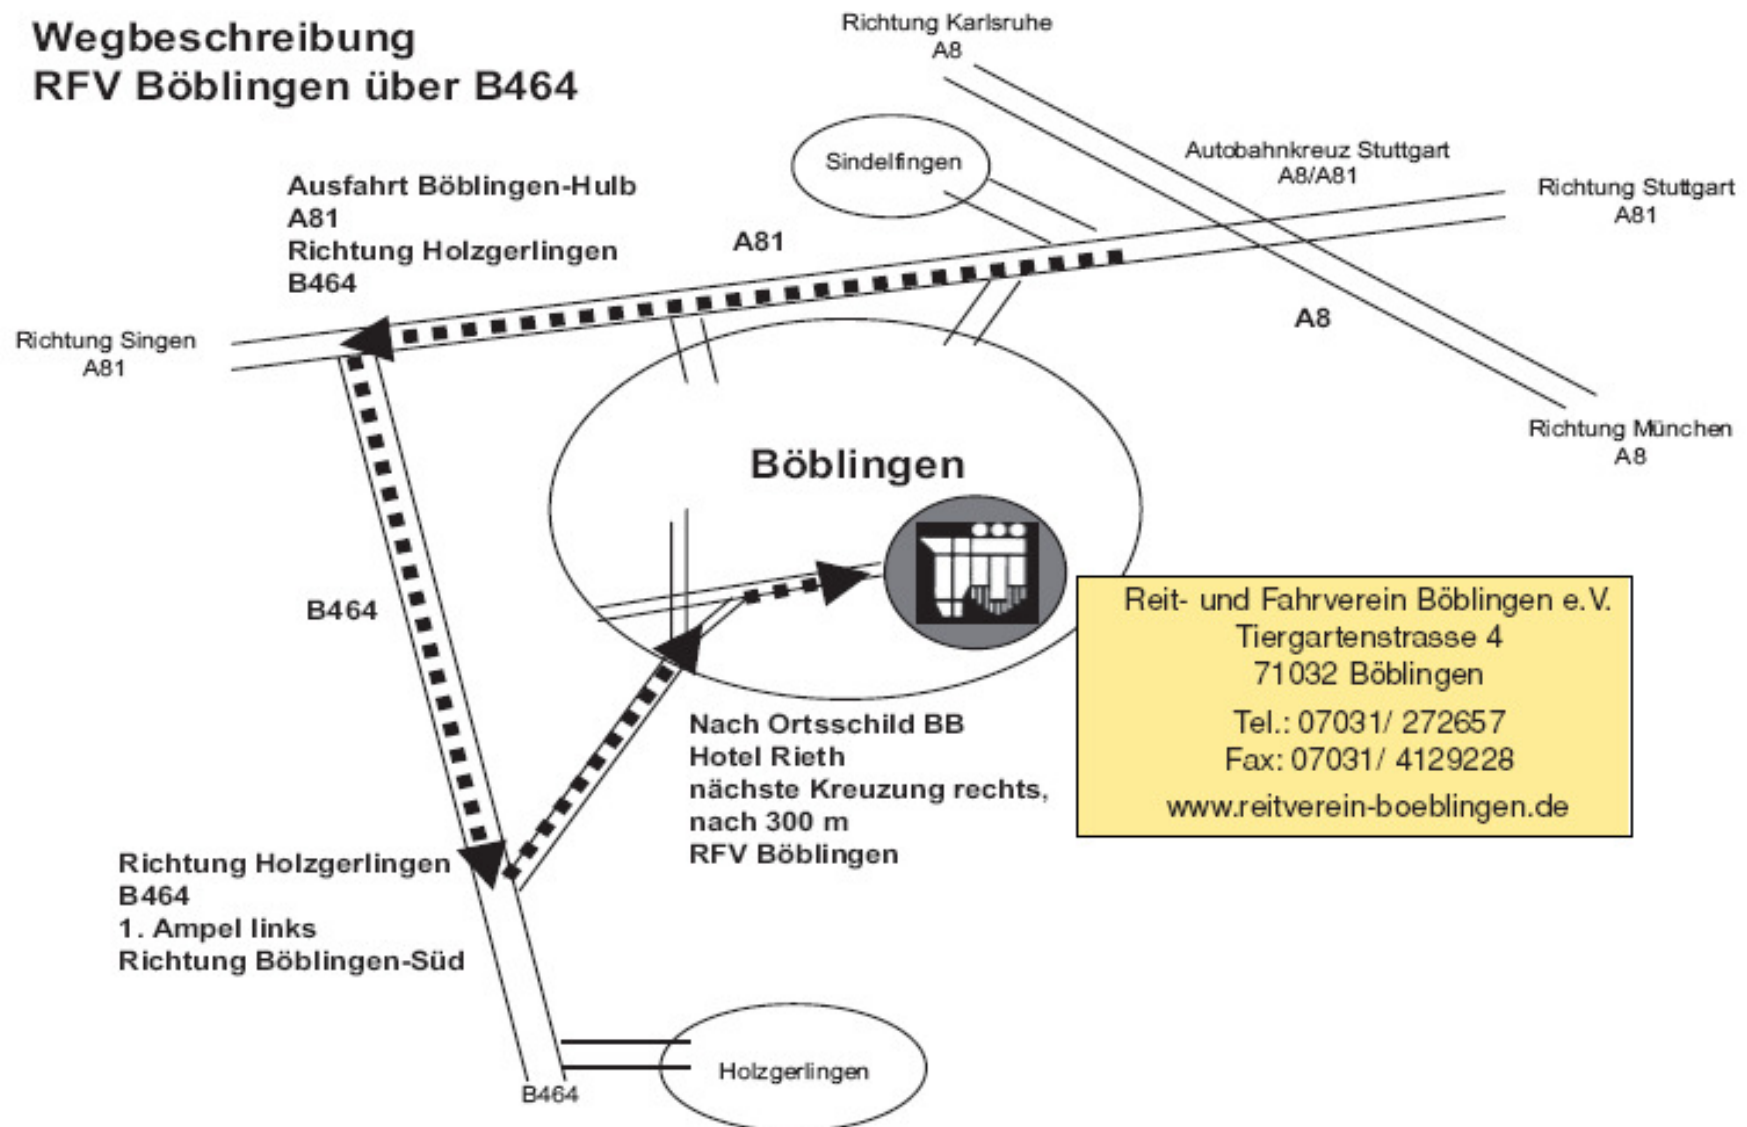 Wegbeschreibung
RFV Böblingen über B464
Richtung Karlsruhe
A8
Sindelfingen
Autobahnkreuz Stuttgart
A8/A81
Richtung Stuttgart
A81
Ausfahrt Böblingen-Hulb
A81
Richtung Holzgerlingen
B464
A81
A8
Richtung Singen
A81
Richtung München
A8
Böblingen
B464
Reit- und Fahrverein Böblingen e.V.
Tiergartenstrasse 4
71032 Böblingen
Tel.: 07031/ 272657
Fax: 07031/ 4129228
www.reitverein-boeblingen.de
Nach Ortsschild BB
Hotel Rieth
nächste Kreuzung rechts,
nach 300 m
RFV Böblingen
Richtung Holzgerlingen
B464
1. Ampel links
Richtung Böblingen-Süd
Holzgerlingen
B464